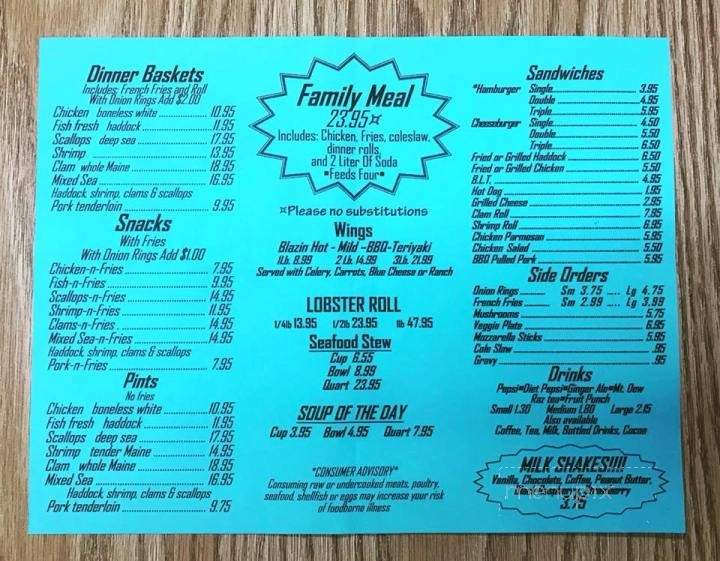 Dinner Baskets
Includes: French Fries and Roll
With Onion Rings Add $2.00
Chicken boneless white 10.95
Fish fresh haddock 11.95
Scallops deep sea 17.95
Shrimp 13.95
Clam whole Maine 18.95
Mixed Sea 16.95
Haddock, shrimp, clams & scallops
Pork tenderloin 9.95
Snacks
With Fries
With Onion Rings Add $1.00
Chicken-n-Fries 7.95
Fish-n-Fries 9.95
Scallops-n-Fries 14.95
Shrimp-n-Fries 11.95
Clams-n-Fries 14.95
Mixed Sea-n-Fries 14.95
Haddock, shrimp, clams & scallops
Pork-n-Fries 7.95
Pints
No fries
Chicken boneless white 10.95
Fish fresh haddock 11.95
Scallops deep sea 17.95
Shrimp tender Maine 14.95
Clam whole Maine 18.95
Mixed Sea 16.95
Haddock, shrimp, clams & scallops
Pork tenderloin 9.75
Family Meal
23.95¤
Includes: Chicken, Fries, coleslaw,
dinner rolls,
and 2 Liter Of Soda
•Feeds Four•
¤Please no substitutions
Wings
Blazin Hot - Mild -BBQ-Teriyaki
1Lb. 8.99 2 Lb. 14.99 3Lb. 21.99
Served with Celery, Carrots, Blue Cheese or Ranch
LOBSTER ROLL
1/4lb 13.95 1/2lb 23.95 1lb 47.95
Seafood Stew
Cup 6.55
Bowl 8.99
Quart 23.95
SOUP OF THE DAY
Cup 3.95 Bowl 4.95 Quart 7.95
*CONSUMER ADVISORY*
Consuming raw or undercooked meats, poultry,
seafood, shellfish or eggs may increase your risk
of foodborne illness
Sandwiches
*Hamburger Single 3.95
Double 4.95
Triple 5.95
Cheeseburger Single 4.50
Double 5.50
Triple 6.50
Fried or Grilled Haddock 6.50
Fried or Grilled Chicken 5.50
B.L.T. 4.95
Hot Dog 1.95
Grilled Cheese 2.95
Clam Roll 7.95
Shrimp Roll 6.95
Chicken Parmesan 5.95
Chicken Salad 5.50
BBQ Pulled Pork 5.95
Side Orders
Onion Rings Sm 3.75 Lg 4.75
French Fries Sm 2.99 Lg 3.99
Mushrooms 5.75
Veggie Plate 6.95
Mozzarella Sticks 5.95
Cole Slaw .95
Gravy .95
Drinks
Pepsi•Diet Pepsi•Ginger Ale•Mt. Dew
Raz tea•Fruit Punch
Small 1.30 Medium 1.80 Large 2.15
Also available
Coffee, Tea, Milk, Bottled Drinks, Cocoa
MILK SHAKES!!!!
Vanilla, Chocolate, Coffee, Peanut Butter,
3.75